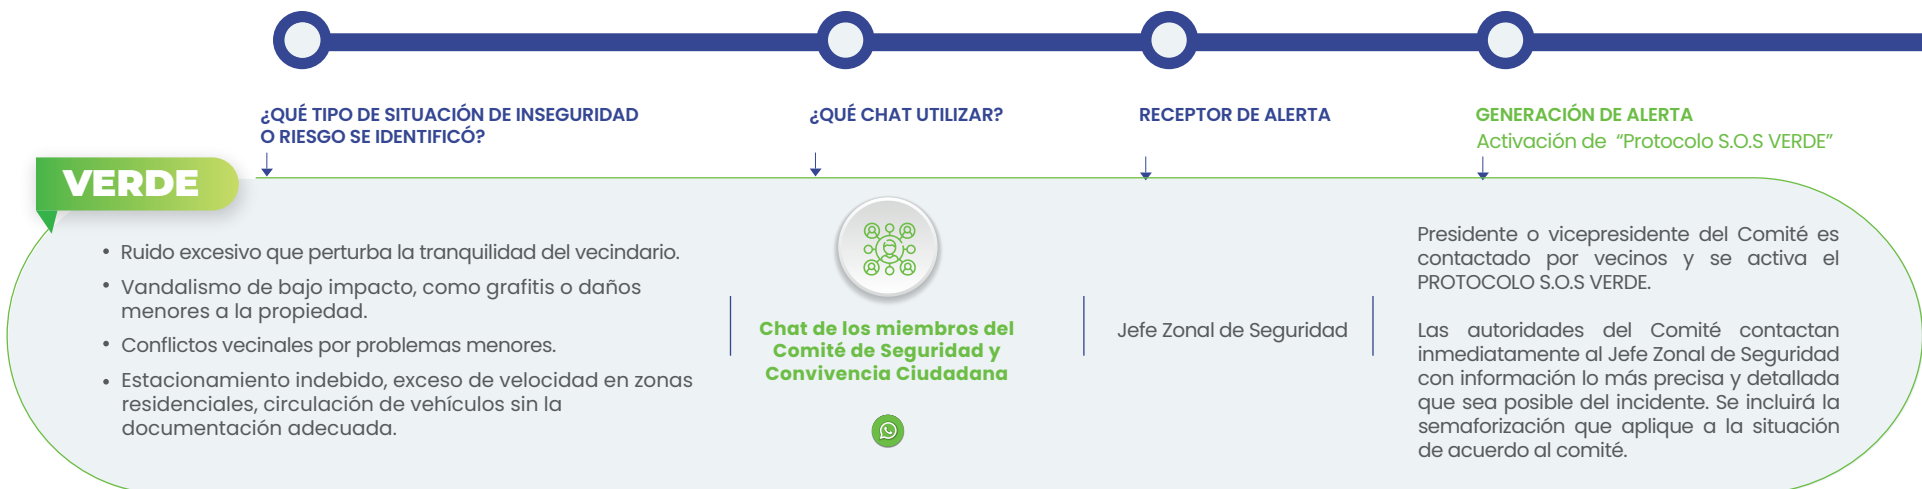 ¿QUÉ TIPO DE SITUACIÓN DE INSEGURIDAD
O RIESGO SE IDENTIFICÓ?
¿QUÉ CHAT UTILIZAR?
RECEPTOR DE ALERTA
GENERACIÓN DE ALERTA
Activación de “Protocolo S.O.S VERDE”
VERDE
• Ruido excesivo que perturba la tranquilidad del vecindario.
• Vandalismo de bajo impacto, como grafitis o daños
menores a la propiedad.
• Conflictos vecinales por problemas menores.
• Estacionamiento indebido, exceso de velocidad en zonas
residenciales, circulación de vehículos sin la
documentación adecuada.
Chat de los miembros del
Comité de Seguridad y
Convivencia Ciudadana
Jefe Zonal de Seguridad
Presidente o vicepresidente del Comité es
contactado por vecinos y se activa el
PROTOCOLO S.O.S VERDE.
Las autoridades del Comité contactan
inmediatamente al Jefe Zonal de Seguridad
con información lo más precisa y detallada
que sea posible del incidente. Se incluirá la
semaforización que aplique a la situación
de acuerdo al comité.